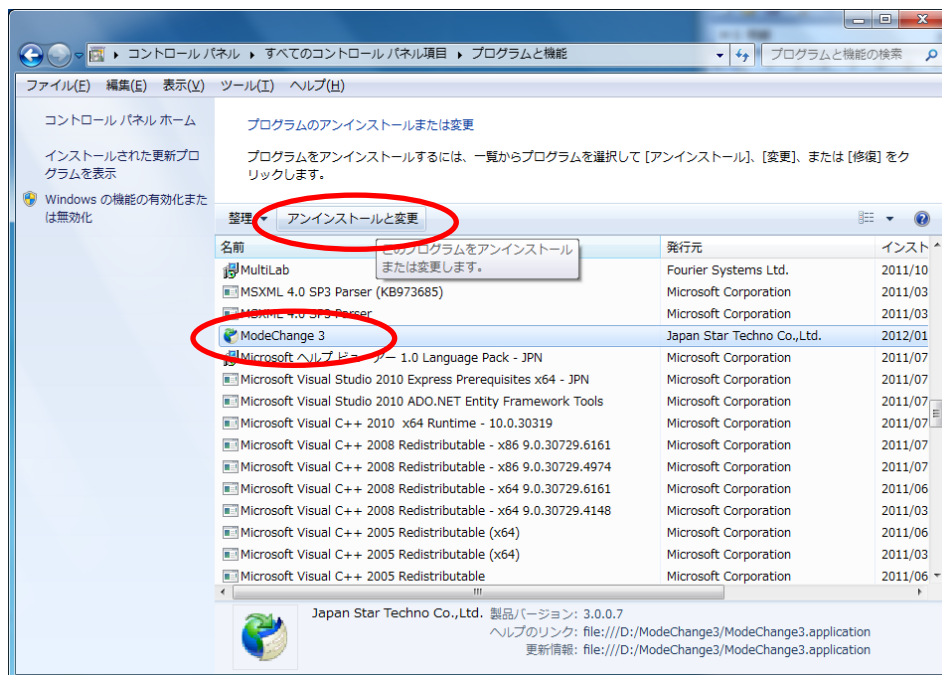 コントロール パネル ▸ すべてのコントロール パネル項目 ▸ プログラムと機能
プログラムと機能の検索
ファイル(F) 編集(E) 表示(V) ツール(T) ヘルプ(H)
コントロール パネル ホーム
インストールされた更新プロ
グラムを表示
Windows の機能の有効化また
は無効化
プログラムのアンインストールまたは変更
プログラムをアンインストールするには、一覧からプログラムを選択して [アンインストール]、[変更]、または [修復] をク
リックします。
整理 アンインストールと変更
名前 発行元 インスト
このプログラムをアンインストール
または変更します。
MultiLab Fourier Systems Ltd. 2011/10
MSXML 4.0 SP3 Parser (KB973685) Microsoft Corporation 2011/03
MSXML 4.0 SP3 Parser Microsoft Corporation 2011/03
ModeChange 3 Japan Star Techno Co.,Ltd. 2012/01
Microsoft ヘルプ ビューアー 1.0 Language Pack - JPN Microsoft Corporation 2011/07
Microsoft Visual Studio 2010 Express Prerequisites x64 - JPN Microsoft Corporation 2011/07
Microsoft Visual Studio 2010 ADO.NET Entity Framework Tools Microsoft Corporation 2011/07
Microsoft Visual C++ 2010 x64 Runtime - 10.0.30319 Microsoft Corporation 2011/07
Microsoft Visual C++ 2008 Redistributable - x86 9.0.30729.6161 Microsoft Corporation 2011/07
Microsoft Visual C++ 2008 Redistributable - x86 9.0.30729.4974 Microsoft Corporation 2011/07
Microsoft Visual C++ 2008 Redistributable - x64 9.0.30729.6161 Microsoft Corporation 2011/06
Microsoft Visual C++ 2008 Redistributable - x64 9.0.30729.4148 Microsoft Corporation 2011/03
Microsoft Visual C++ 2005 Redistributable (x64) Microsoft Corporation 2011/06
Microsoft Visual C++ 2005 Redistributable (x64) Microsoft Corporation 2011/03
Microsoft Visual C++ 2005 Redistributable Microsoft Corporation 2011/06
Japan Star Techno Co.,Ltd. 製品バージョン: 3.0.0.7
ヘルプのリンク: file:///D:/ModeChange3/ModeChange3.application
更新情報: file:///D:/ModeChange3/ModeChange3.application